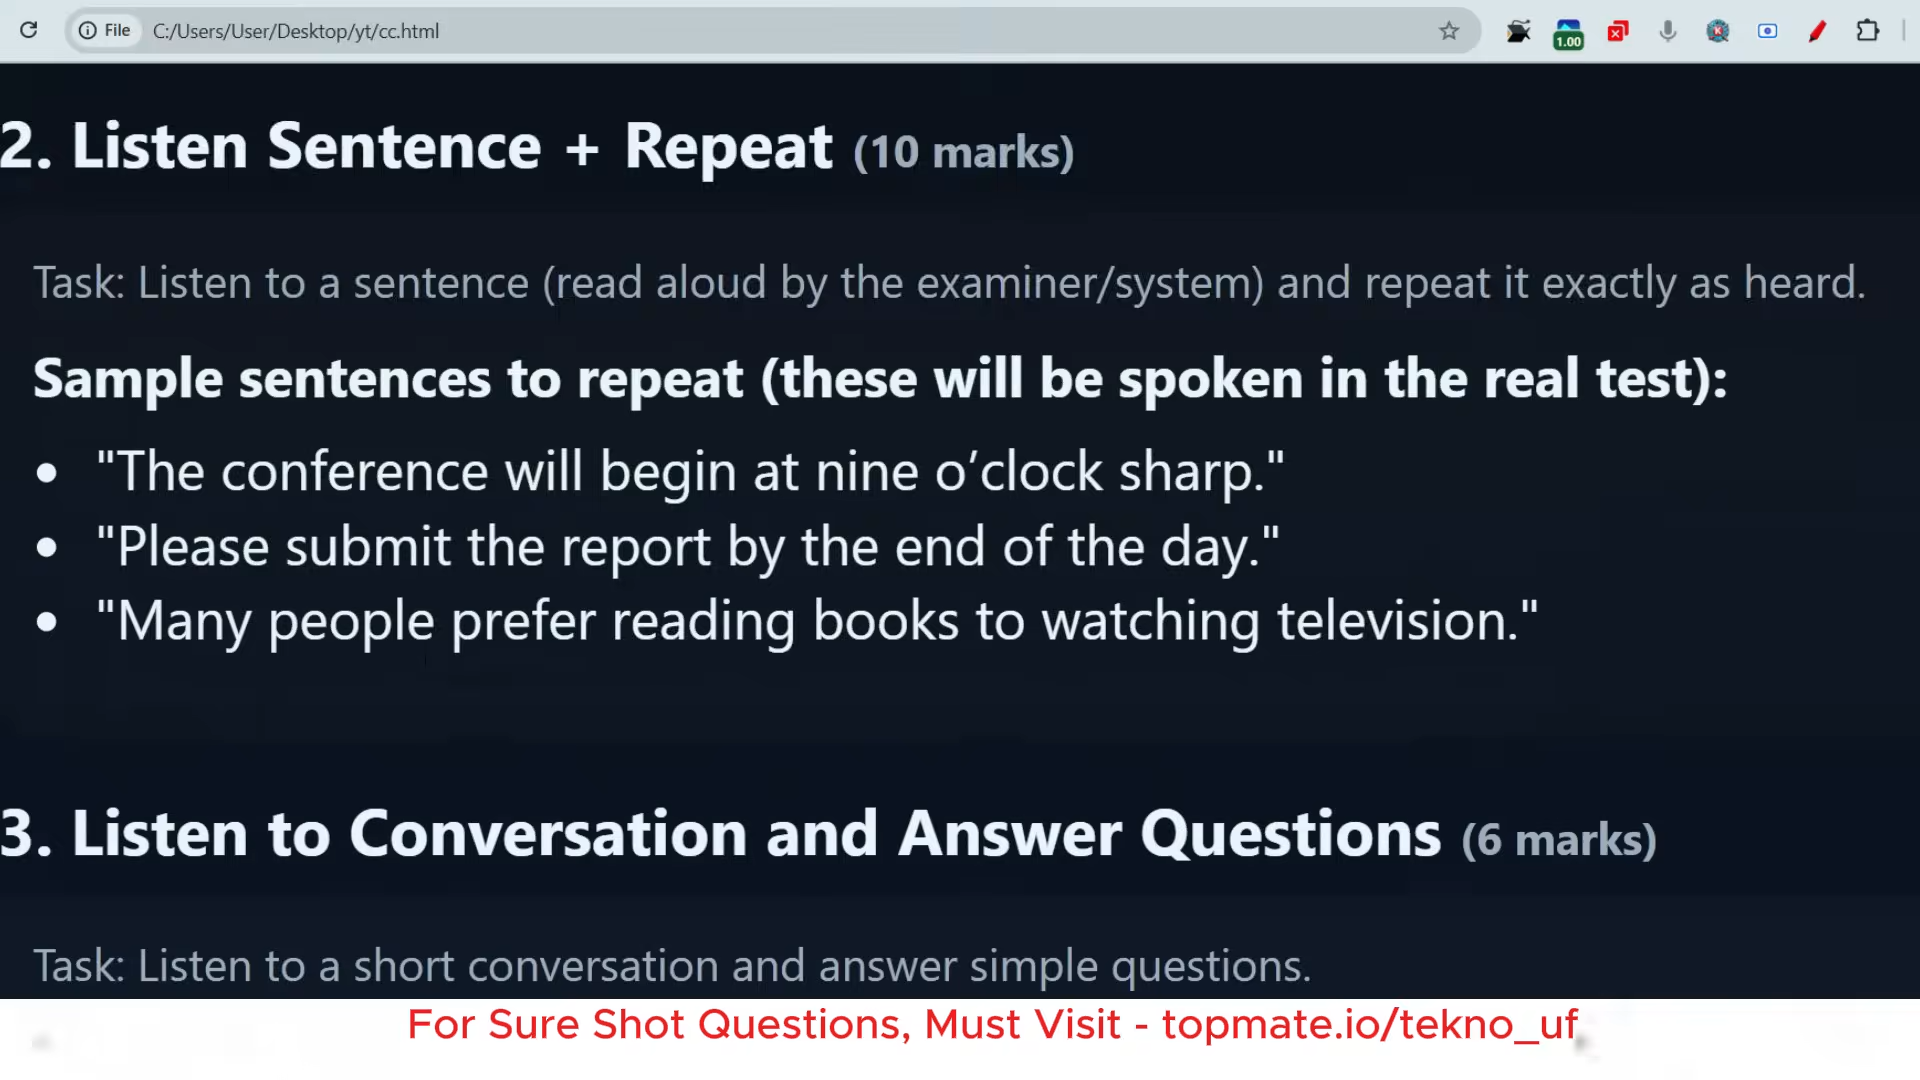 File C:/Users/User/Desktop/yt/cc.html
1.00
2. Listen Sentence + Repeat (10 marks)
Task: Listen to a sentence (read aloud by the examiner/system) and repeat it exactly as heard.
Sample sentences to repeat (these will be spoken in the real test):
• "The conference will begin at nine o’clock sharp."
• "Please submit the report by the end of the day."
• "Many people prefer reading books to watching television."
3. Listen to Conversation and Answer Questions (6 marks)
Task: Listen to a short conversation and answer simple questions.
For Sure Shot Questions, Must Visit - topmate.io/tekno_uf